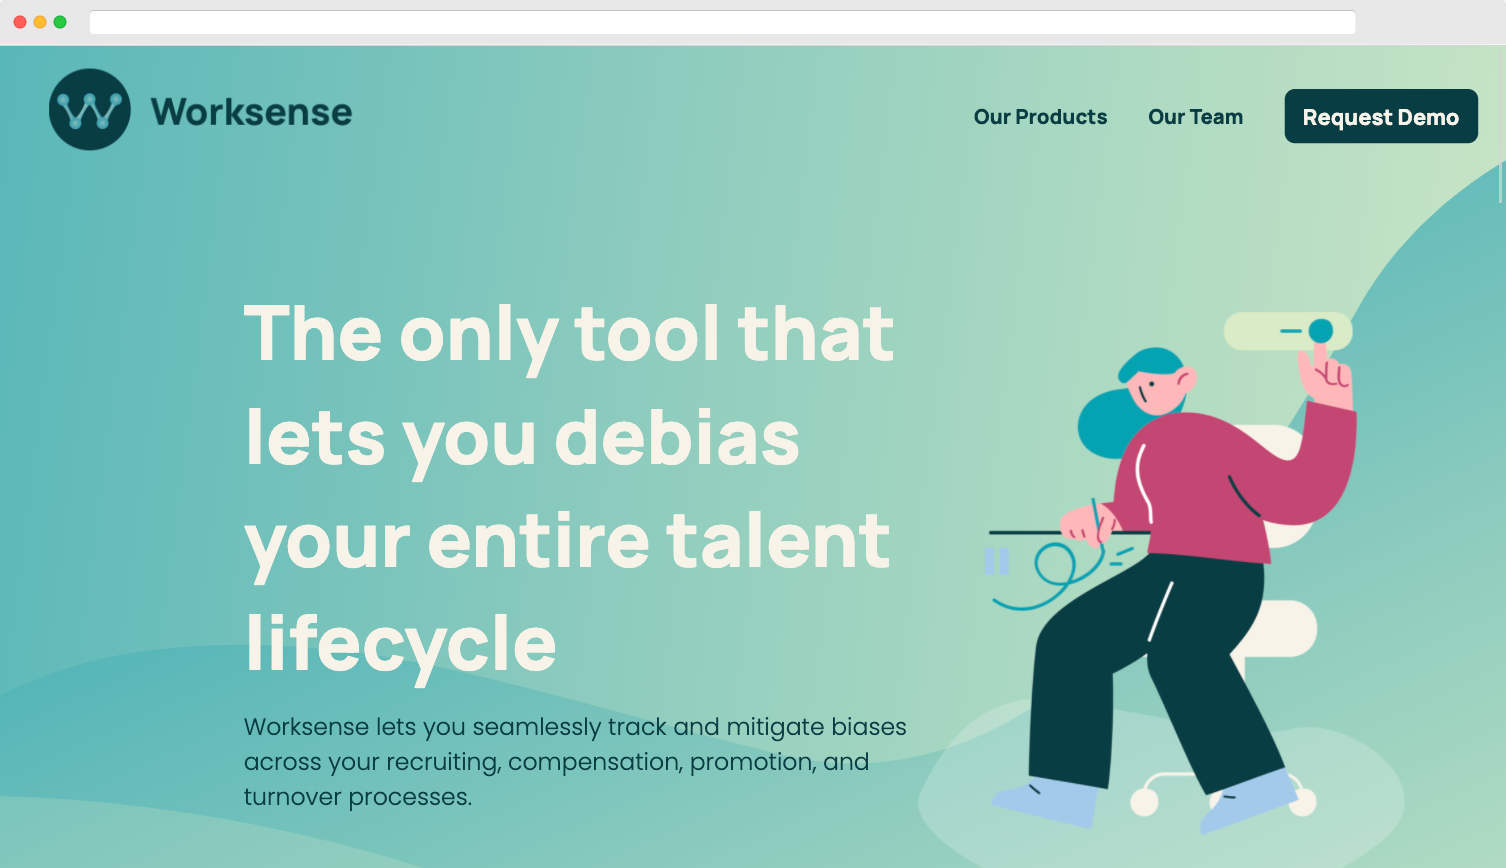 Worksense
Our Products
Our Team
Request Demo
The only tool that
lets you debias
your entire talent
lifecycle
Worksense lets you seamlessly track and mitigate biases
across your recruiting, compensation, promotion, and
turnover processes.